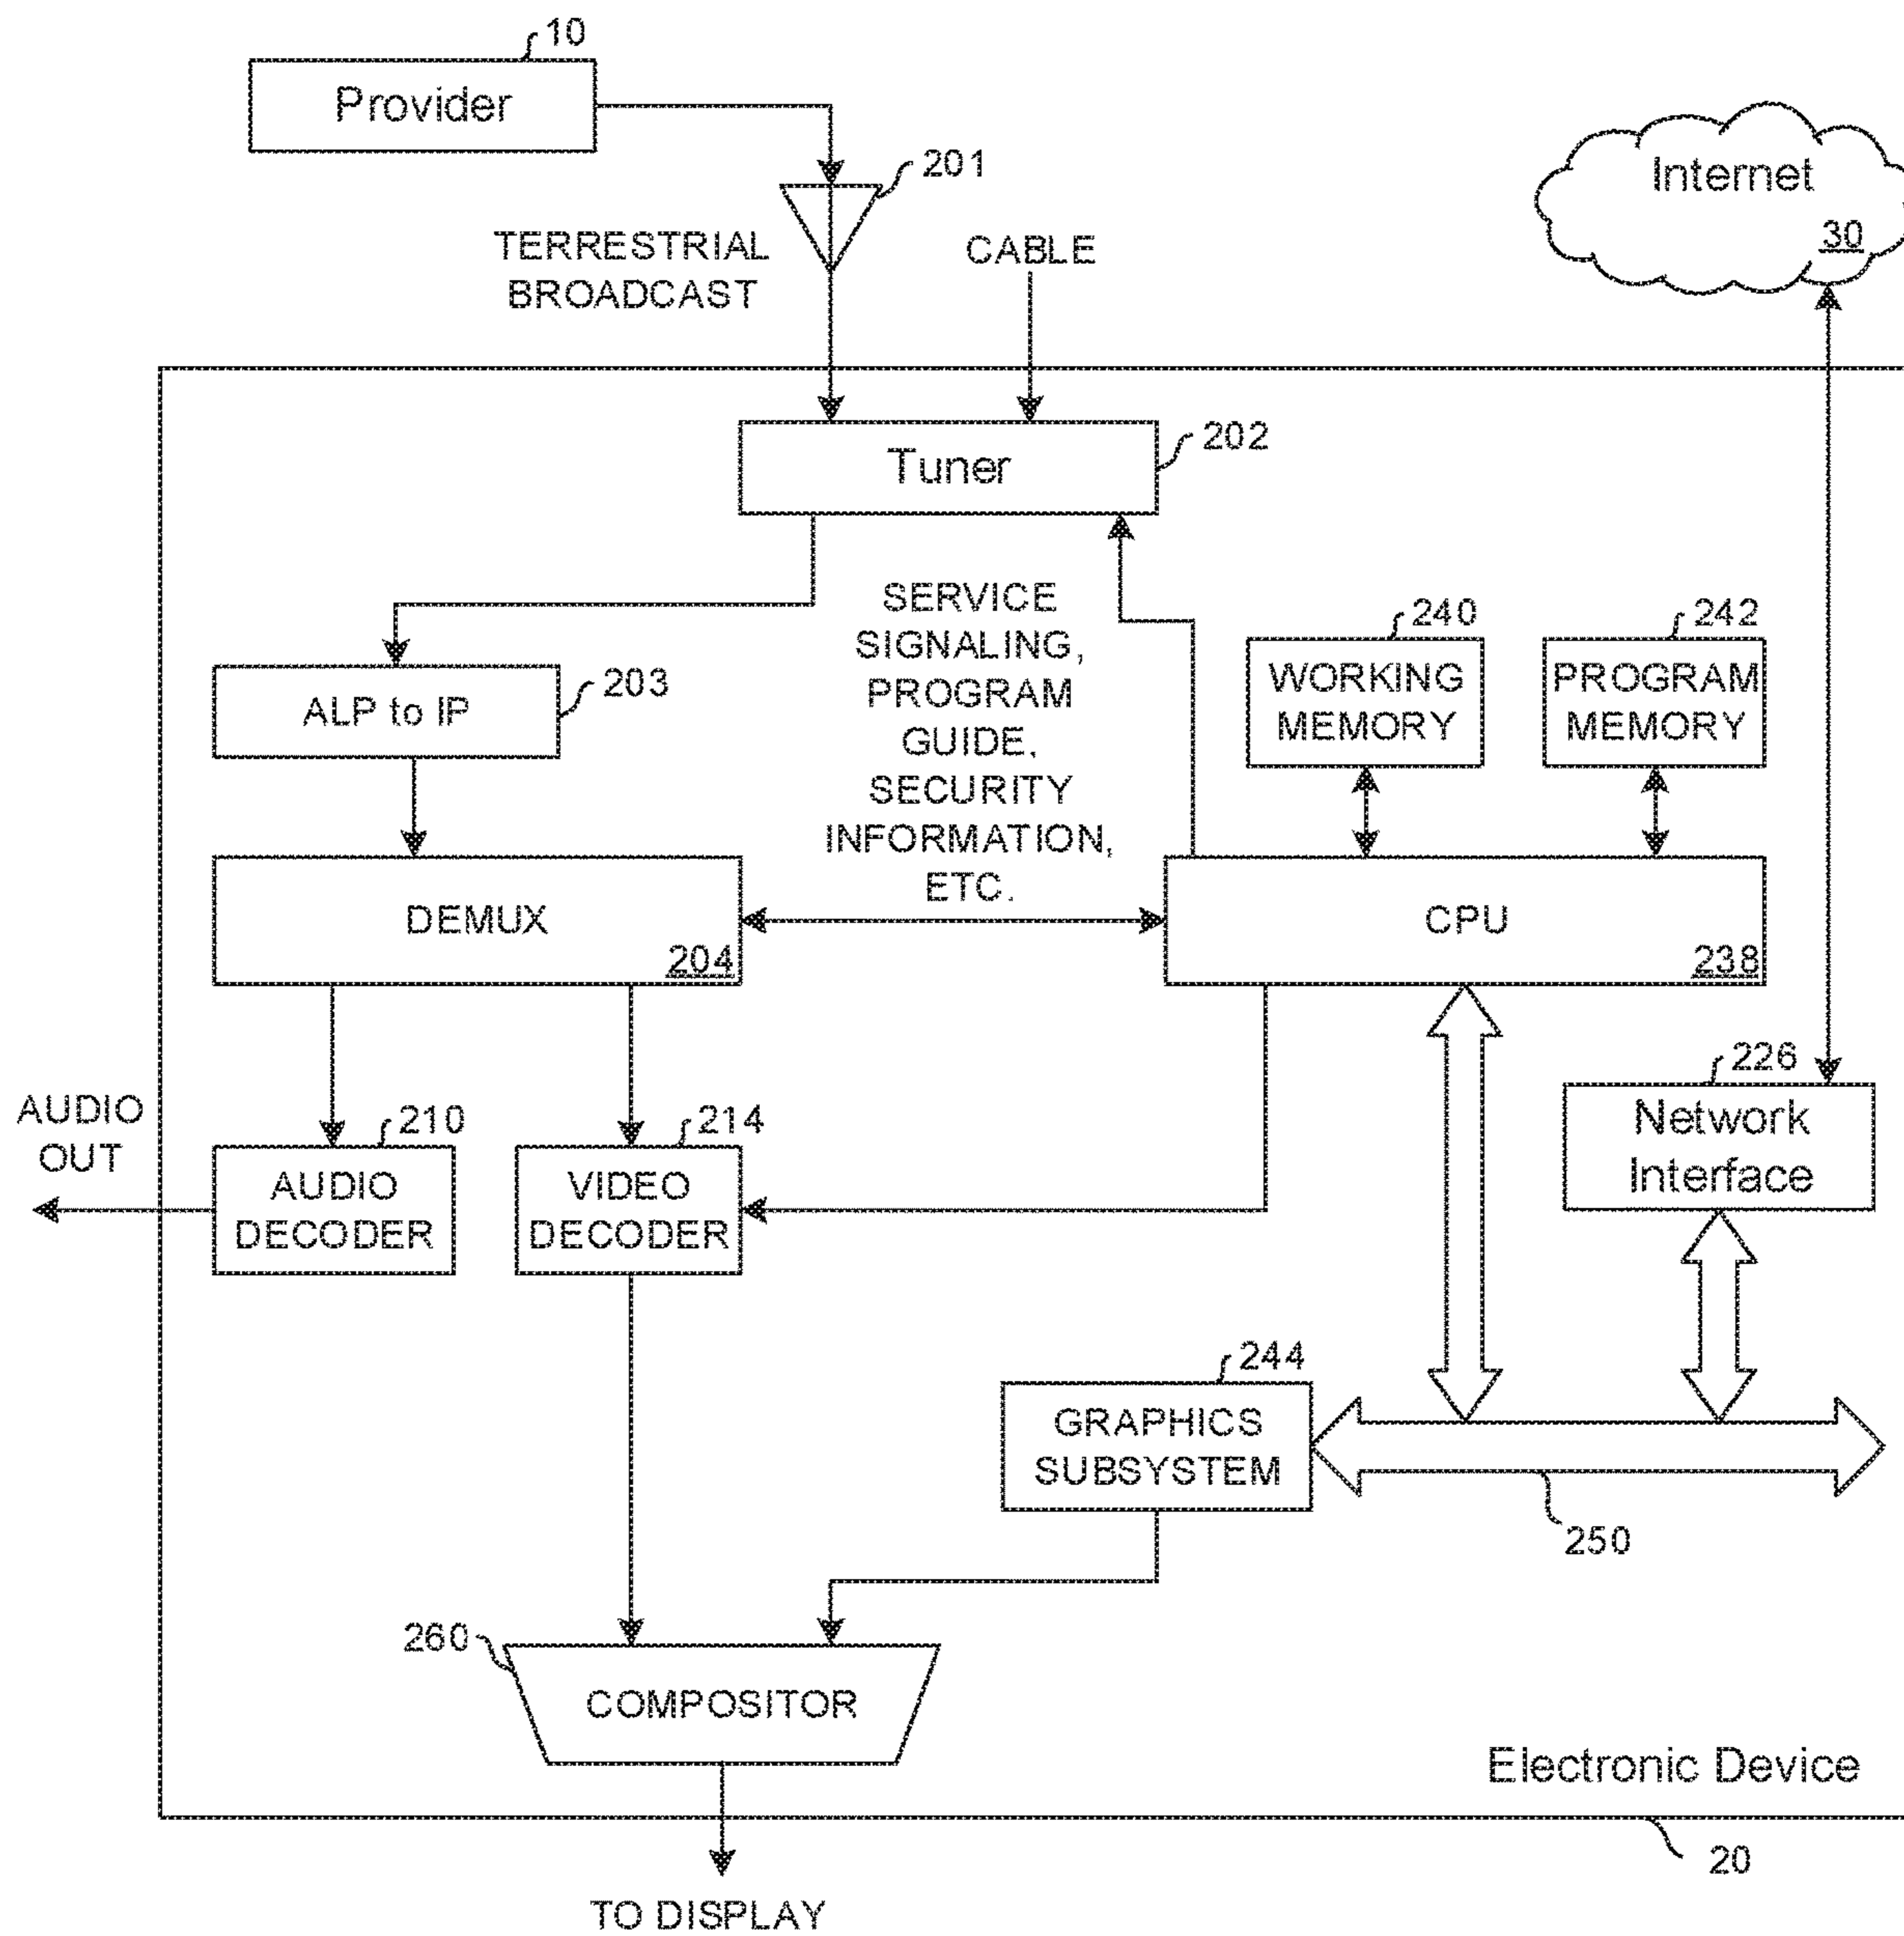 10
Provider
201
TERRESTRIAL
BROADCAST
CABLE
Internet
30
Tuner
202
SERVICE
SIGNALING,
PROGRAM
GUIDE,
SECURITY
INFORMATION,
ETC.
240
WORKING
MEMORY
242
PROGRAM
MEMORY
ALP to IP
203
DEMUX
204
CPU
238
226
Network
Interface
AUDIO
OUT
210
AUDIO
DECODER
214
VIDEO
DECODER
244
GRAPHICS
SUBSYSTEM
250
260
COMPOSITOR
Electronic Device
20
TO DISPLAY